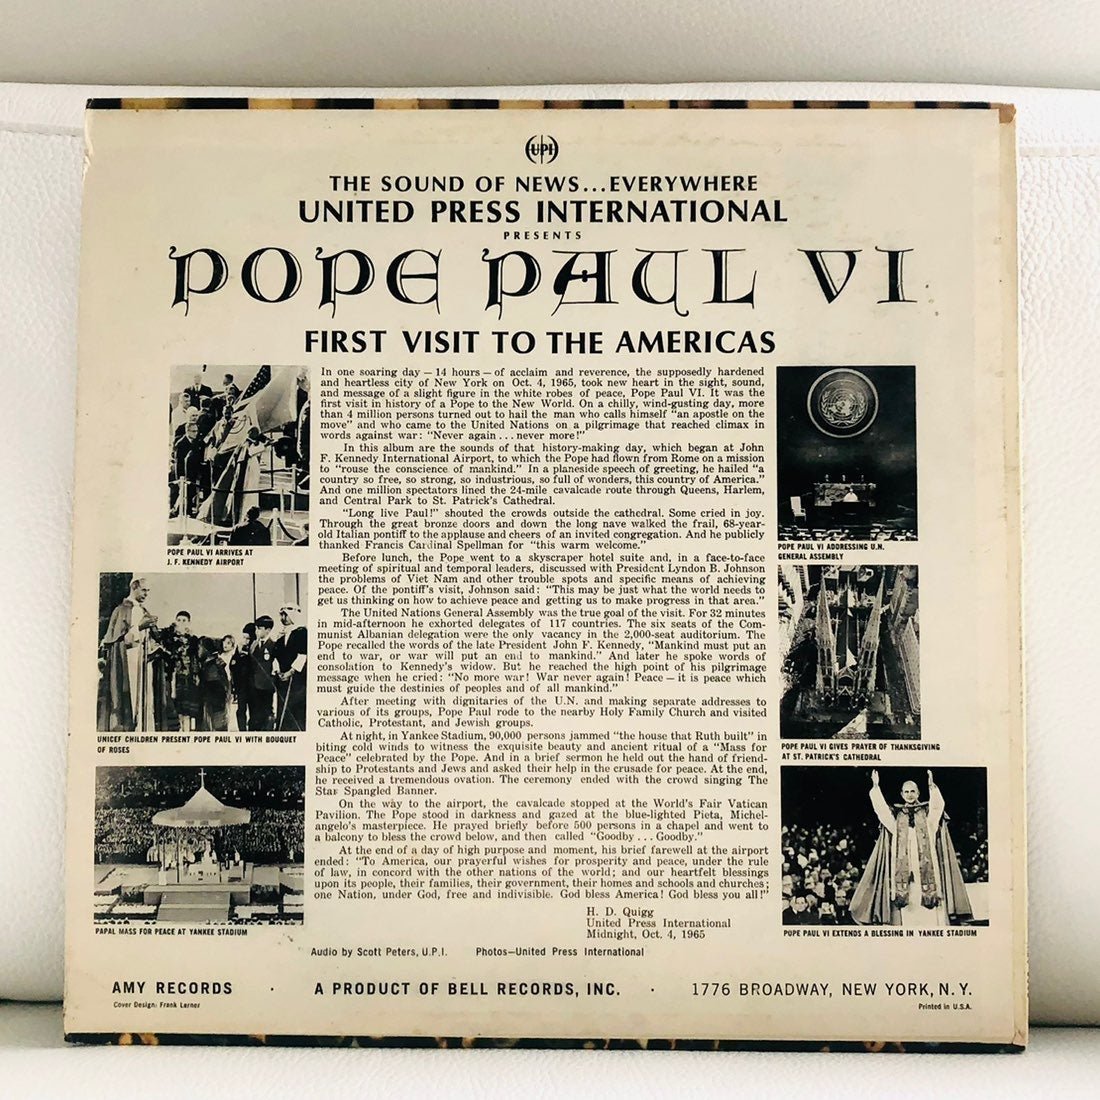 UPI
THE SOUND OF NEWS...EVERYWHERE
UNITED PRESS INTERNATIONAL
PRESENTS
POPE PAUL VI
FIRST VISIT TO THE AMERICAS
In one soaring day — 14 hours — of acclaim and reverence, the supposedly hardened
and heartless city of New York on Oct. 4, 1965, took new heart in the sight, sound,
and message of a slight figure in the white robes of peace, Pope Paul VI. It was the
first visit in history of a Pope to the New World. On a chilly, wind-gusting day, more
than 4 million persons turned out to hail the man who calls himself "an apostle on the
move" and who came to the United Nations on a pilgrimage that reached climax in
words against war: "Never again . . . never more!"
In this album are the sounds of that history-making day, which began at John
F. Kennedy International Airport, to which the Pope had flown from Rome on a mission
to "rouse the conscience of mankind." In a planeside speech of greeting, he hailed "a
country so free, so strong, so industrious, so full of wonders, this country of America."
And one million spectators lined the 24-mile cavalcade route through Queens, Harlem,
and Central Park to St. Patrick's Cathedral.
"Long live Paul!" shouted the crowds outside the cathedral. Some cried in joy.
Through the great bronze doors and down the long nave walked the frail, 68-year-
old Italian pontiff to the applause and cheers of an invited congregation. And he publicly
thanked Francis Cardinal Spellman for "this warm welcome."
Before lunch, the Pope went to a skyscraper hotel suite and, in a face-to-face
meeting of spiritual and temporal leaders, discussed with President Lyndon B. Johnson
the problems of Viet Nam and other trouble spots and specific means of achieving
peace. Of the pontiff's visit, Johnson said: "This may be just what the world needs to
get us thinking on how to achieve peace and getting us to make progress in that area."
The United Nations General Assembly was the true goal of the visit. For 32 minutes
in mid-afternoon he exhorted delegates of 117 countries. The six seats of the Com-
munist Albanian delegation were the only vacancy in the 2,000-seat auditorium. The
Pope recalled the words of the late President John F. Kennedy, "Mankind must put an
end to war, or war will put an end to mankind." And later he spoke words of
consolation to Kennedy's widow. But he reached the high point of his pilgrimage
message when he cried: "No more war! War never again! Peace — it is peace which
must guide the destinies of peoples and of all mankind."
After meeting with dignitaries of the U.N. and making separate addresses to
various of its groups, Pope Paul rode to the nearby Holy Family Church and visited
Catholic, Protestant, and Jewish groups.
At night, in Yankee Stadium, 90,000 persons jammed "the house that Ruth built" in
biting cold winds to witness the exquisite beauty and ancient ritual of a "Mass for
Peace" celebrated by the Pope. And in a brief sermon he held out the hand of friend-
ship to Protestants and Jews and asked their help in the crusade for peace. At the end,
he received a tremendous ovation. The ceremony ended with the crowd singing The
Star Spangled Banner.
On the way to the airport, the cavalcade stopped at the World's Fair Vatican
Pavilion. The Pope stood in darkness and gazed at the blue-lighted Pieta, Michel-
angelo's masterpiece. He prayed briefly before 500 persons in a chapel and went to
a balcony to bless the crowd below, and then called "Goodby . . . Goodby."
At the end of a day of high purpose and moment, his brief farewell at the airport
ended: "To America, our prayerful wishes for prosperity and peace, under the rule
of law, in concord with the other nations of the world; and our heartfelt blessings
upon its people, their families, their government, their homes and schools and churches;
one Nation, under God, free and indivisible. God bless America! God bless you all!"
H. D. Quigg
United Press International
Midnight, Oct. 4, 1965
POPE PAUL VI ARRIVES AT
J. F. KENNEDY AIRPORT
UNICEF CHILDREN PRESENT POPE PAUL VI WITH BOUQUET
OF ROSES
PAPAL MASS FOR PEACE AT YANKEE STADIUM
POPE PAUL VI ADDRESSING U.N.
GENERAL ASSEMBLY
POPE PAUL VI GIVES PRAYER OF THANKSGIVING
AT ST. PATRICK'S CATHEDRAL
POPE PAUL VI EXTENDS A BLESSING IN YANKEE STADIUM
Audio by Scott Peters, U.P.I. Photos—United Press International
AMY RECORDS · A PRODUCT OF BELL RECORDS, INC. · 1776 BROADWAY, NEW YORK, N. Y.
Cover Design: Frank Lerner
Printed in U.S.A.